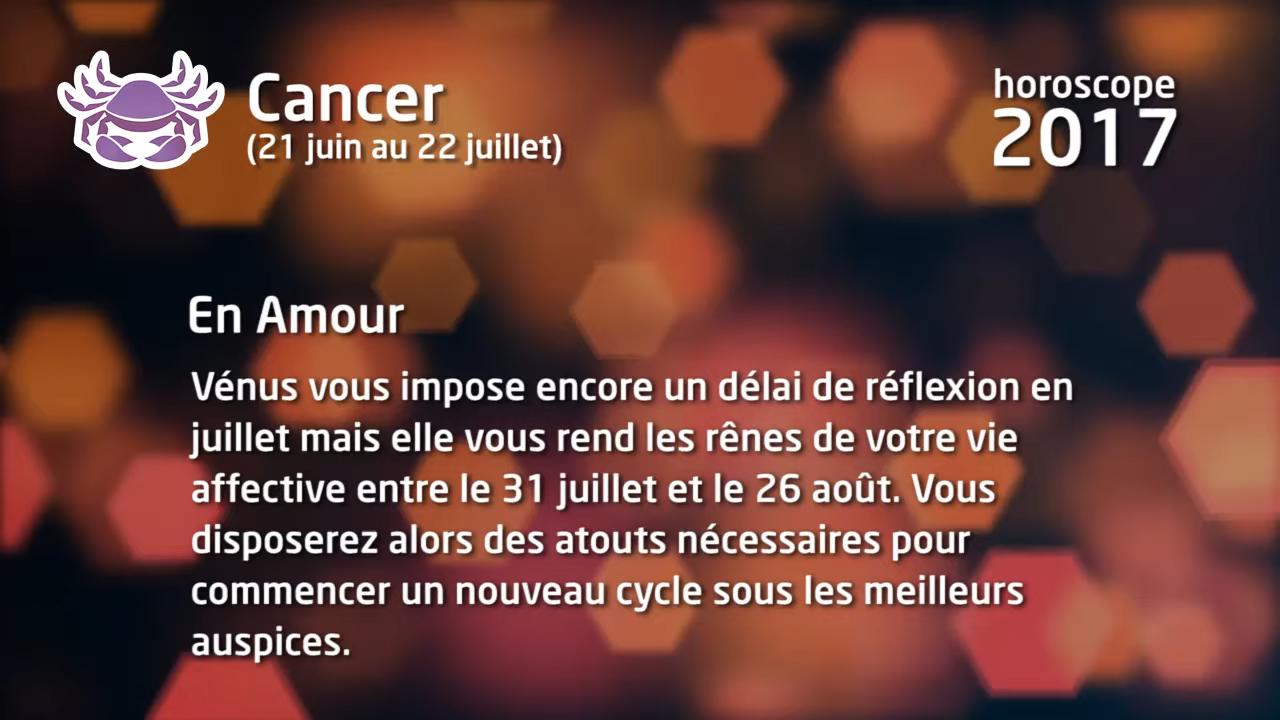 Cancer
(21 juin au 22 juillet)
horoscope
2017
En Amour
Vénus vous impose encore un délai de réflexion en
juillet mais elle vous rend les rênes de votre vie
affective entre le 31 juillet et le 26 août. Vous
disposerez alors des atouts nécessaires pour
commencer un nouveau cycle sous les meilleurs
auspices.